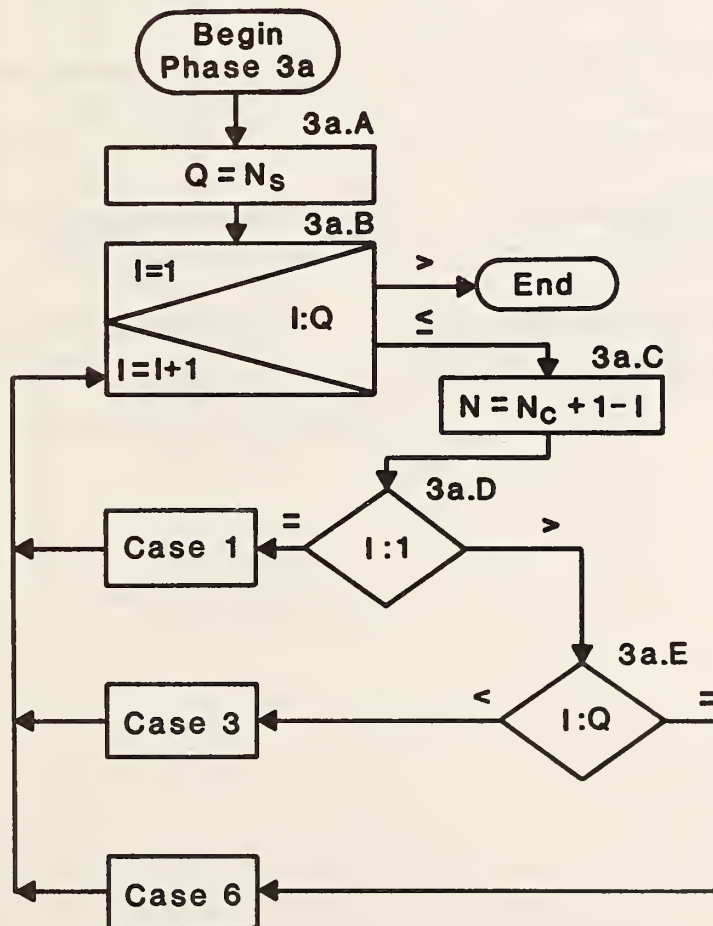 Begin
Phase 3a
3a.A
Q = Ns
3a.B
I=1
>
End
I:Q
≤
I=I+1
3a.C
N = Nc + 1 - I
3a.D
=
Case 1
I:1
>
3a.E
<
=
Case 3
I:Q
Case 6